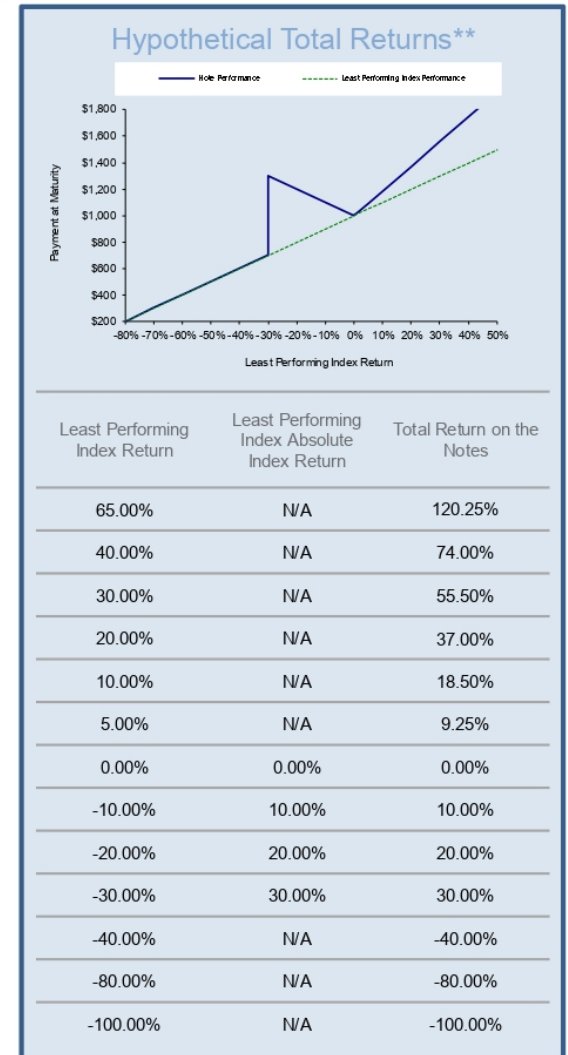 Hypothetical Total Returns**
Note Performance Least Performing Index Performance
$1,800
$1,600
$1,400
$1,200
$1,000
$800
$600
$400
$200
Payment at Maturity
-80% -70% -60% -50% -40% -30% -20% -10% 0% 10% 20% 30% 40% 50%
Least Performing Index Return
Least Performing Index Return Least Performing Index Absolute Index Return Total Return on the Notes
65.00% N/A 120.25%
40.00% N/A 74.00%
30.00% N/A 55.50%
20.00% N/A 37.00%
10.00% N/A 18.50%
5.00% N/A 9.25%
0.00% 0.00% 0.00%
-10.00% 10.00% 10.00%
-20.00% 20.00% 20.00%
-30.00% 30.00% 30.00%
-40.00% N/A -40.00%
-80.00% N/A -80.00%
-100.00% N/A -100.00%